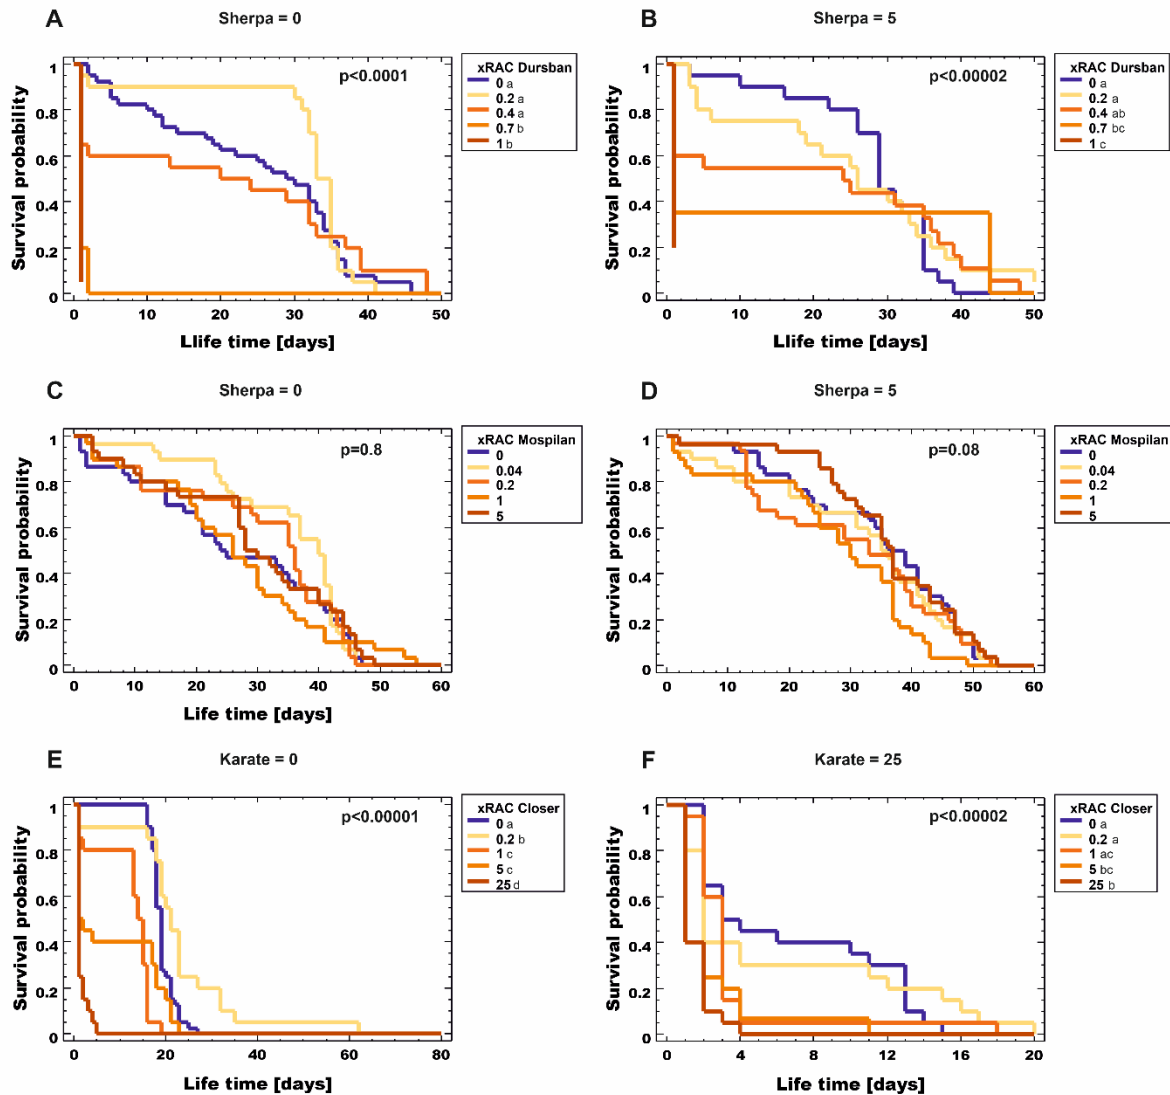 A
Sherpa = 0
p<0.0001
xRAC Dursban
0 a
0.2 a
0.4 a
0.7 b
1 b
Survival probability
1
0.8
0.6
0.4
0.2
0
0 10 20 30 40 50
Llife time [days]
B
Sherpa = 5
p<0.00002
xRAC Dursban
0 a
0.2 a
0.4 ab
0.7 bc
1 c
Survival probability
1
0.8
0.6
0.4
0.2
0
0 10 20 30 40 50
Llife time [days]
C
Sherpa = 0
p=0.8
xRAC Mospilan
0
0.04
0.2
1
5
Survival probability
1
0.8
0.6
0.4
0.2
0
0 10 20 30 40 50 60
Life time [days]
D
Sherpa = 5
p=0.08
xRAC Mospilan
0
0.04
0.2
1
5
Survival probability
1
0.8
0.6
0.4
0.2
0
0 10 20 30 40 50 60
Life time [days]
E
Karate = 0
p<0.00001
xRAC Closer
0 a
0.2 b
1 c
5 c
25 d
Survival probability
1
0.8
0.6
0.4
0.2
0
0 20 40 60 80
Life time [days]
F
Karate = 25
p<0.00002
xRAC Closer
0 a
0.2 a
1 ac
5 bc
25 b
Survival probability
1
0.8
0.6
0.4
0.2
0
0 4 8 12 16 20
Life time [days]